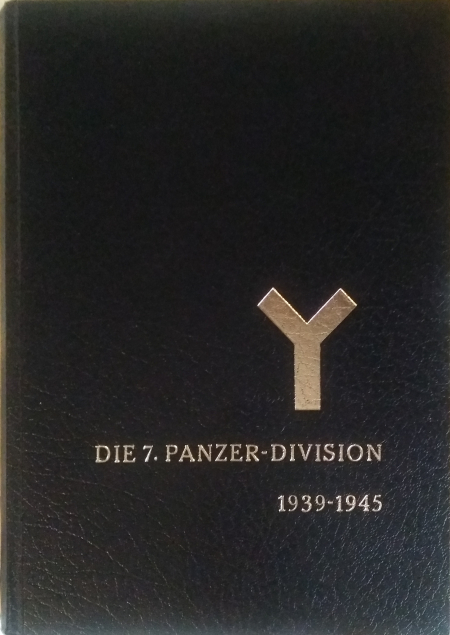 Y
DIE 7. PANZER-DIVISION
1939-1945